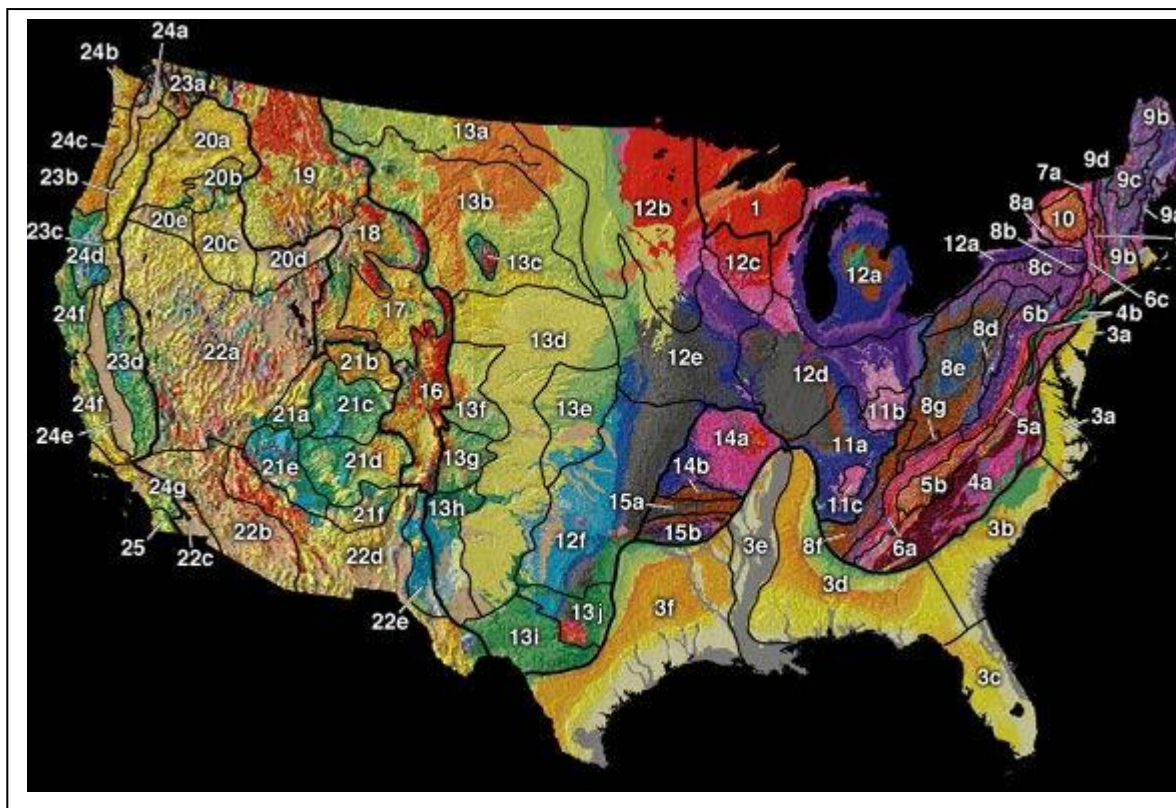 24a
24b
23a
9b
24c
20a
13a
9d
7a
9c
20b
19
8a
23b
13b
12b
1
10
9a
20e
18
8b
23c
20c
12a
9b
24d
20d
13c
12c
12a
8c
6c
17
6b
4b
24f
23d
22a
13d
8d
3a
21b
12e
12d
8e
16
21c
13f
13e
11b
24f
21a
8g
3a
24e
14a
11a
5a
21e
21d
13g
14b
5b
24g
4a
21f
13h
15a
11c
22b
15b
3b
25
22c
22d
12f
3e
8f
6a
3d
22e
13j
3f
13i
3c